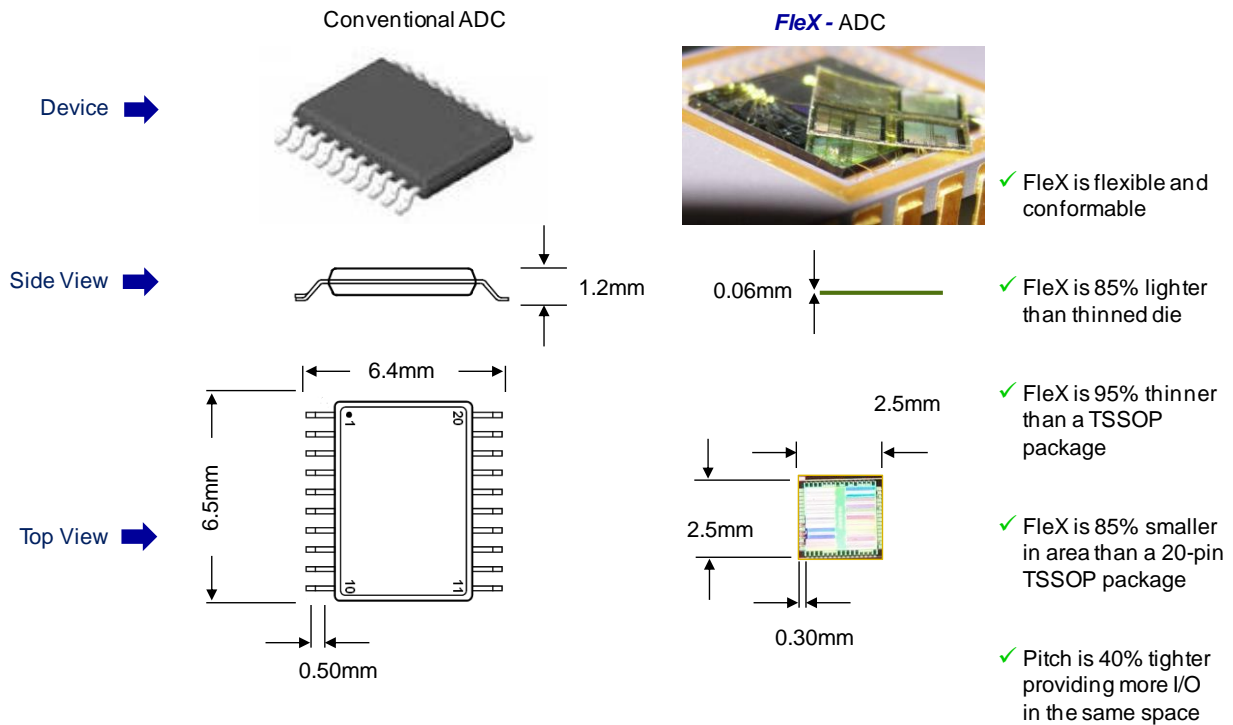 Conventional ADC
FleX - ADC
Device
Side View
1.2mm
0.06mm
6.4mm
6.5mm
1
20
10
11
0.50mm
Top View
2.5mm
2.5mm
0.30mm
✓ FleX is flexible and
conformable
✓ FleX is 85% lighter
than thinned die
✓ FleX is 95% thinner
than a TSSOP
package
✓ FleX is 85% smaller
in area than a 20-pin
TSSOP package
✓ Pitch is 40% tighter
providing more I/O
in the same space